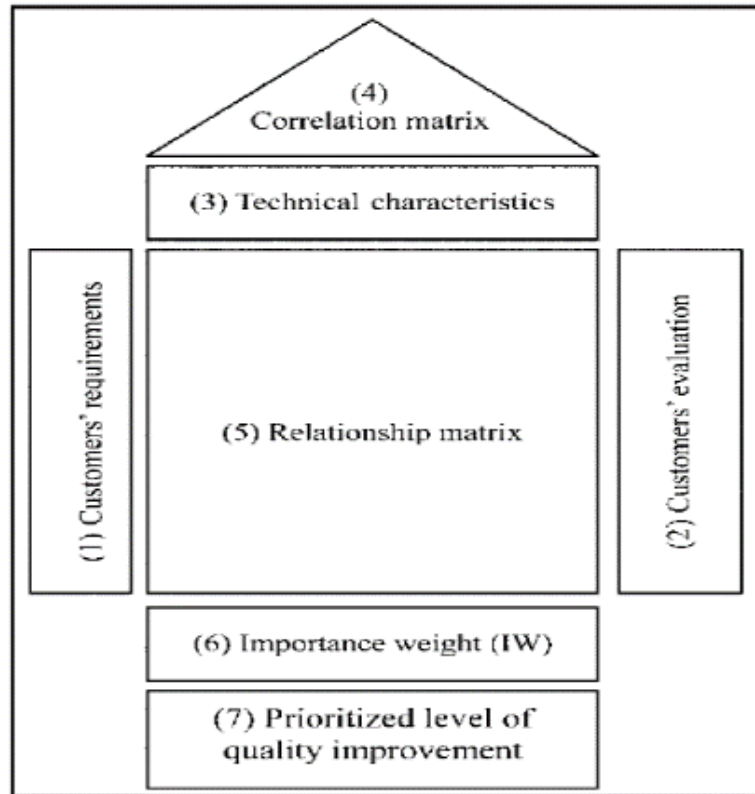 (4)
Correlation matrix
(3) Technical characteristics
(1) Customers' requirements
(5) Relationship matrix
(2) Customers' evaluation
(6) Importance weight (IW)
(7) Prioritized level of
quality improvement